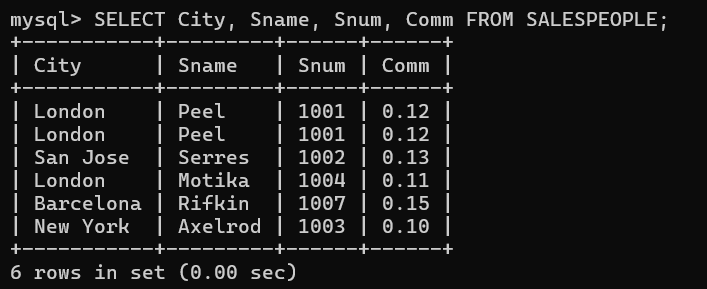 mysql> SELECT City, Sname, Snum, Comm FROM SALESPEOPLE;
+-----------+---------+------+------+
| City      | Sname   | Snum | Comm |
+-----------+---------+------+------+
| London    | Peel    | 1001 | 0.12 |
| London    | Peel    | 1001 | 0.12 |
| San Jose  | Serres  | 1002 | 0.13 |
| London    | Motika  | 1004 | 0.11 |
| Barcelona | Rifkin  | 1007 | 0.15 |
| New York  | Axelrod | 1003 | 0.10 |
+-----------+---------+------+------+
6 rows in set (0.00 sec)